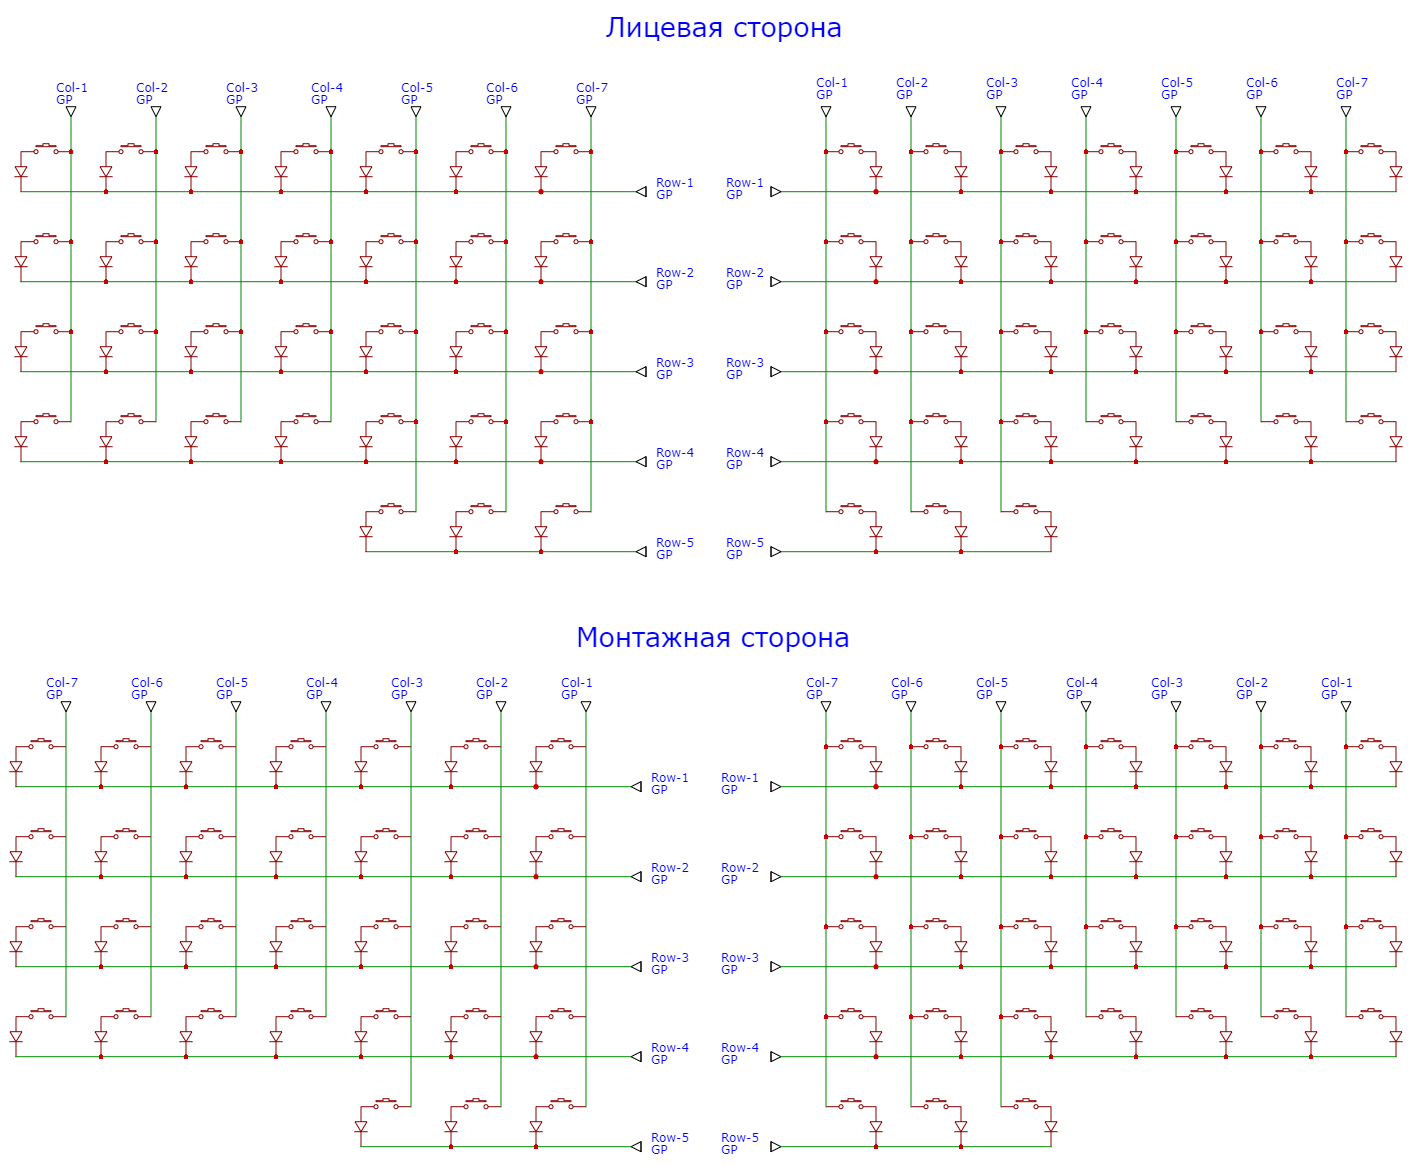 Лицевая сторона
Col-1 Col-2 Col-3 Col-4 Col-5 Col-6 Col-7 Col-1 Col-2 Col-3 Col-4 Col-5 Col-6 Col-7
GP GP GP GP GP GP GP GP GP GP GP GP GP GP
Row-1 Row-1
GP GP
Row-2 Row-2
GP GP
Row-3 Row-3
GP GP
Row-4 Row-4
GP GP
Row-5 Row-5
GP GP
Монтажная сторона
Col-7 Col-6 Col-5 Col-4 Col-3 Col-2 Col-1 Col-7 Col-6 Col-5 Col-4 Col-3 Col-2 Col-1
GP GP GP GP GP GP GP GP GP GP GP GP GP GP
Row-1 Row-1
GP GP
Row-2 Row-2
GP GP
Row-3 Row-3
GP GP
Row-4 Row-4
GP GP
Row-5 Row-5
GP GP